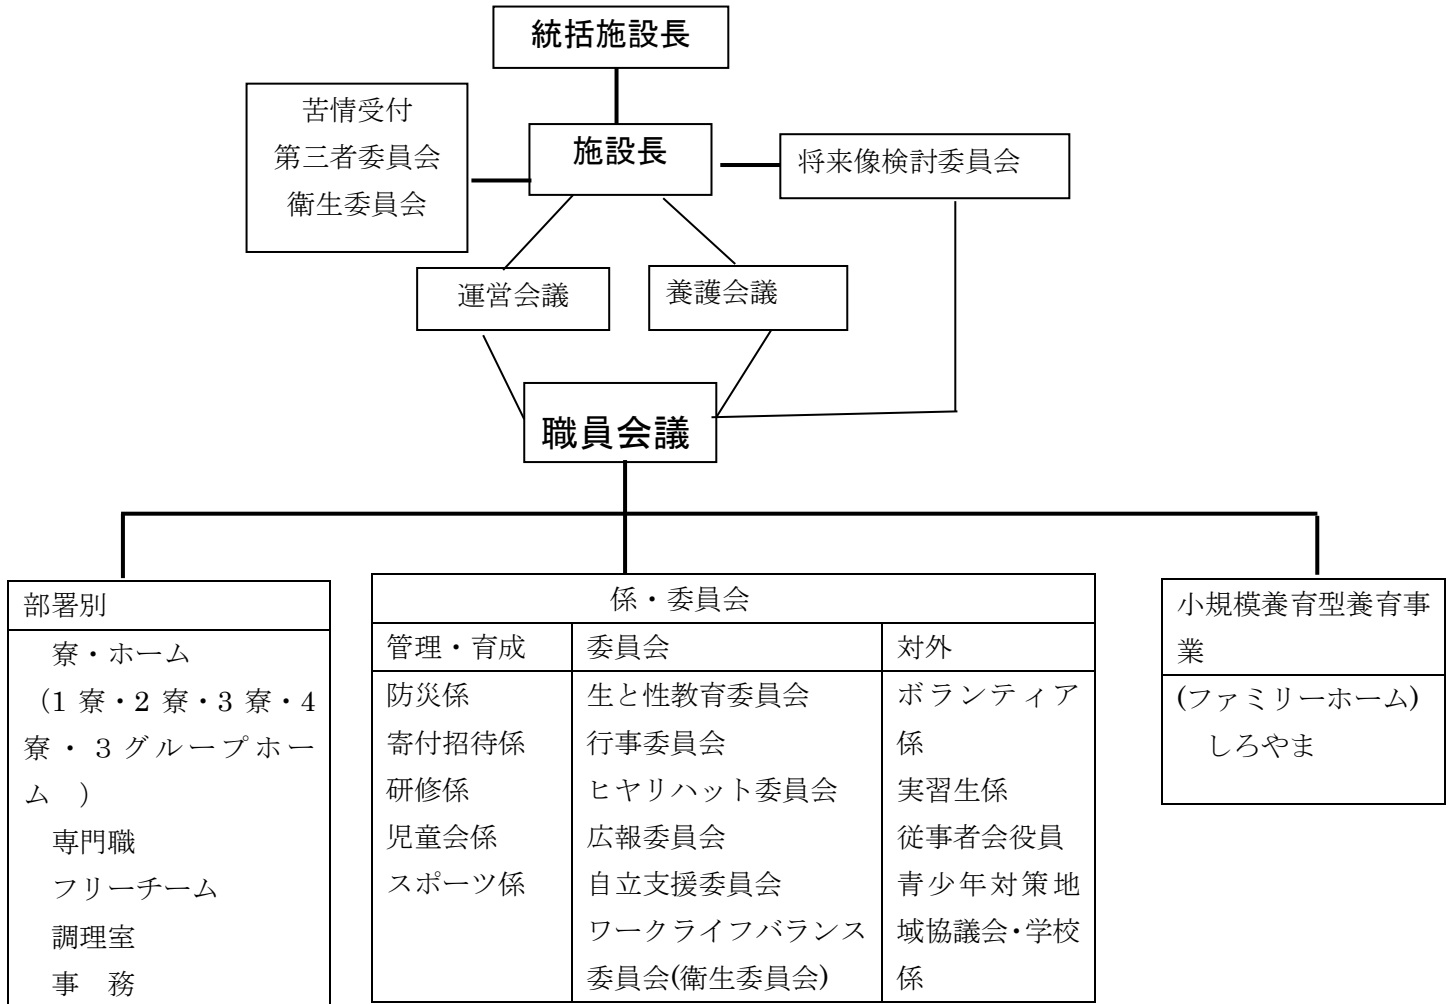 統括施設長
苦情受付
第三者委員会
衛生委員会
施設長
将来像検討委員会
運営会議
養護会議
職員会議
部署別
寮・ホーム
（1 寮・2 寮・3 寮・4
寮・３グループホー
ム　）
専門職
フリーチーム
調理室
事　務
係・委員会
管理・育成
防災係
寄付招待係
研修係
児童会係
スポーツ係
委員会
生と性教育委員会
行事委員会
ヒヤリハット委員会
広報委員会
自立支援委員会
ワークライフバランス
委員会(衛生委員会)
対外
ボランティア
係
実習生係
従事者会役員
青少年対策地
域協議会・学校
係
小規模養育型養育事
業
(ファミリーホーム)
しろやま